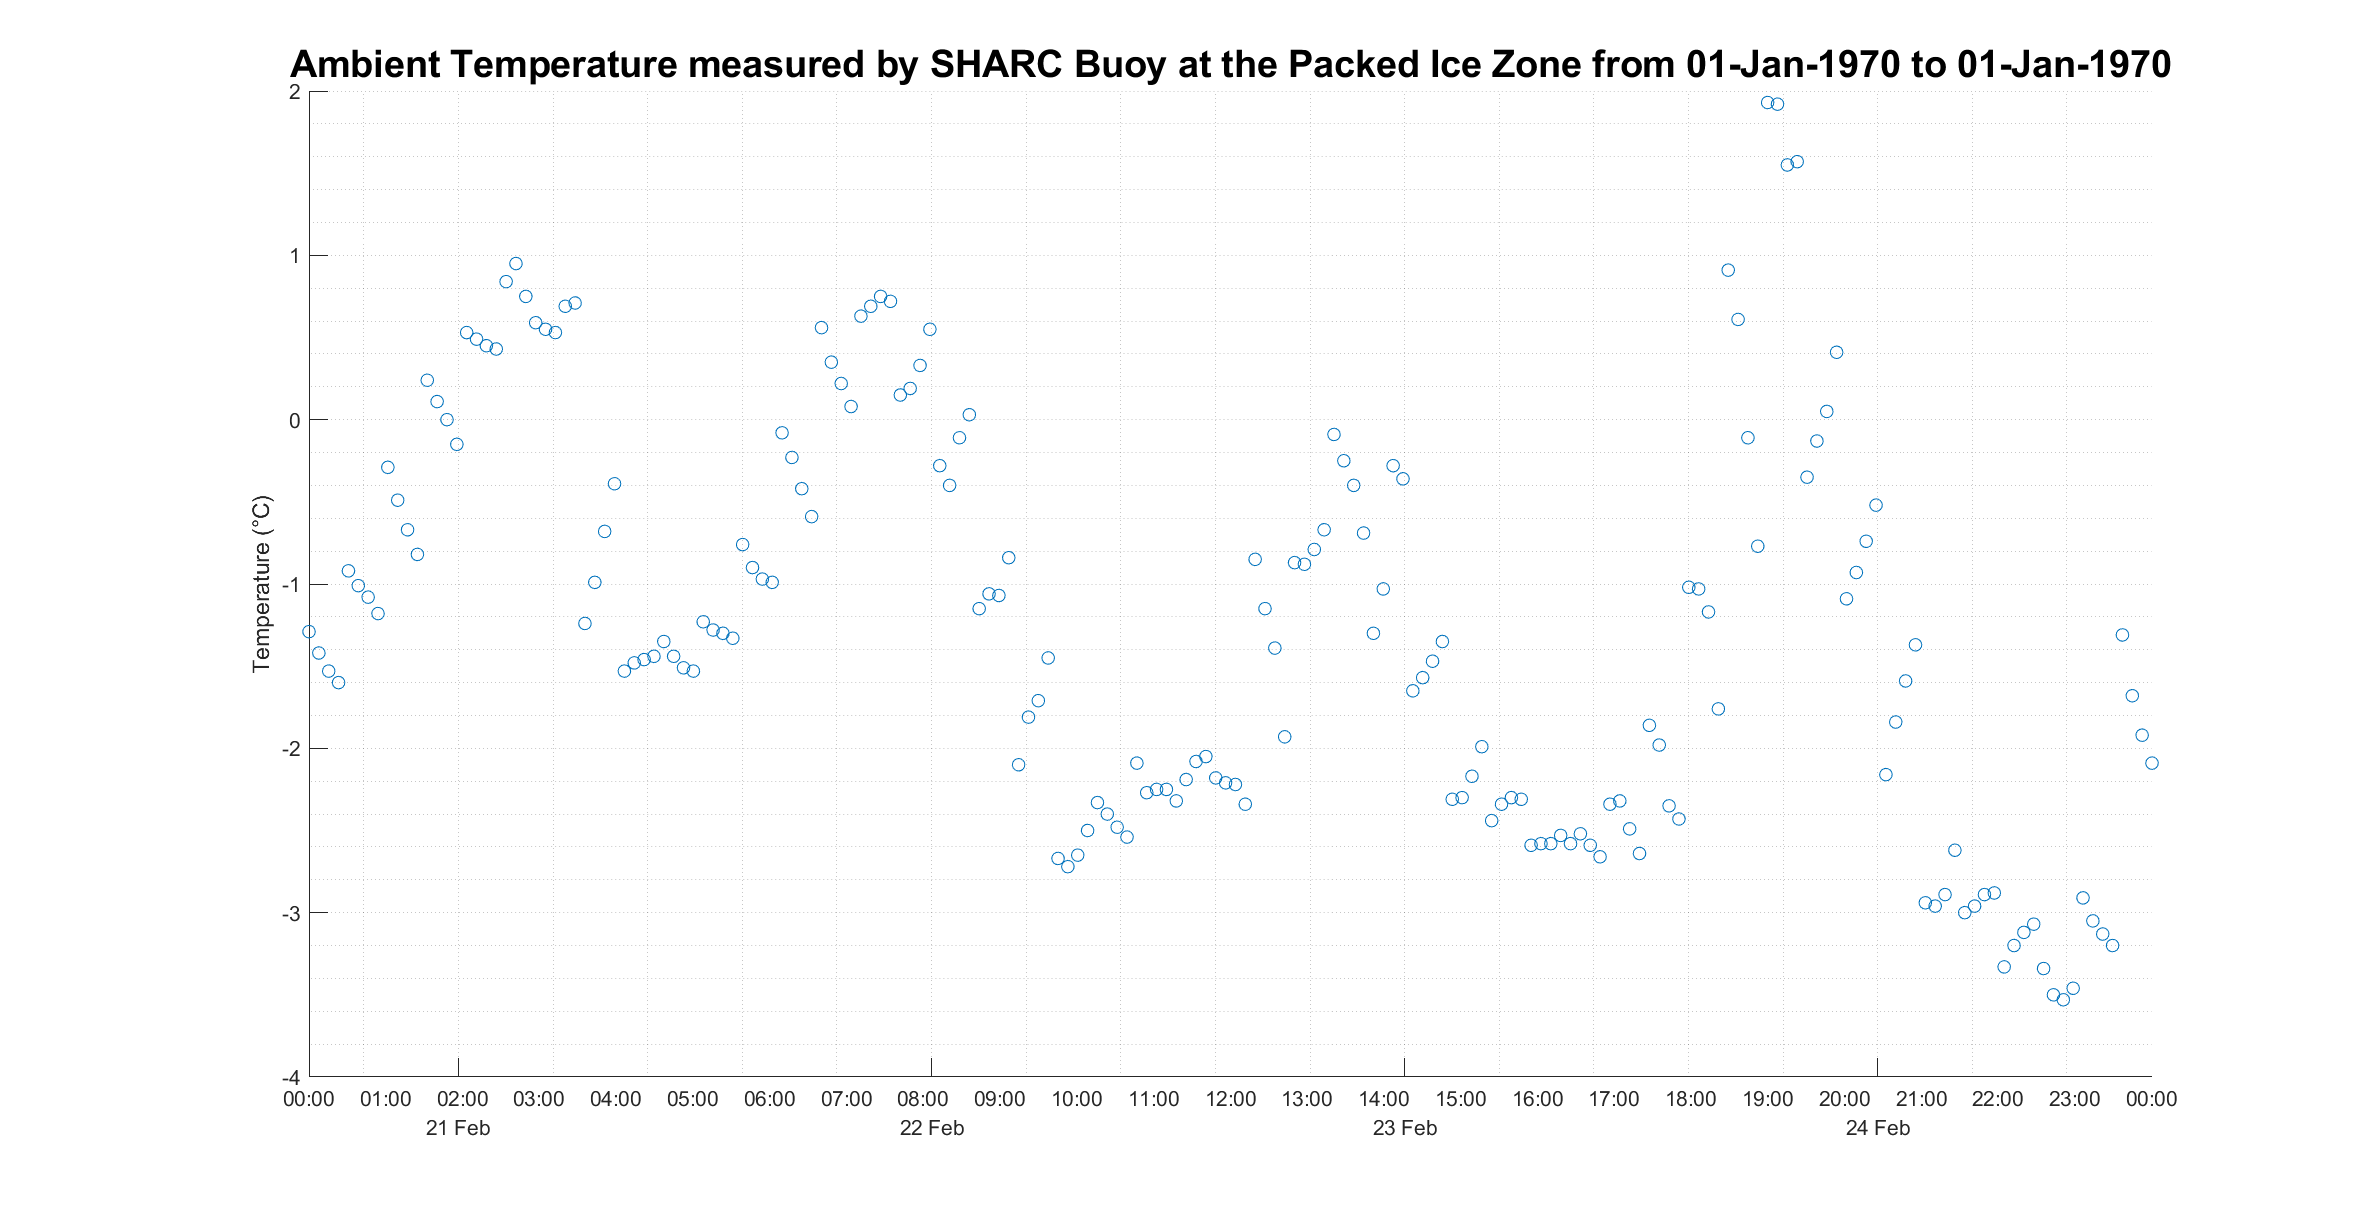 Ambient Temperature measured by SHARC Buoy at the Packed Ice Zone from 01-Jan-1970 to 01-Jan-1970
2
1
0
-1
-2
-3
-4
Temperature (°C)
00:00 01:00 02:00 03:00 04:00 05:00 06:00 07:00 08:00 09:00 10:00 11:00 12:00 13:00 14:00 15:00 16:00 17:00 18:00 19:00 20:00 21:00 22:00 23:00 00:00
21 Feb 22 Feb 23 Feb 24 Feb